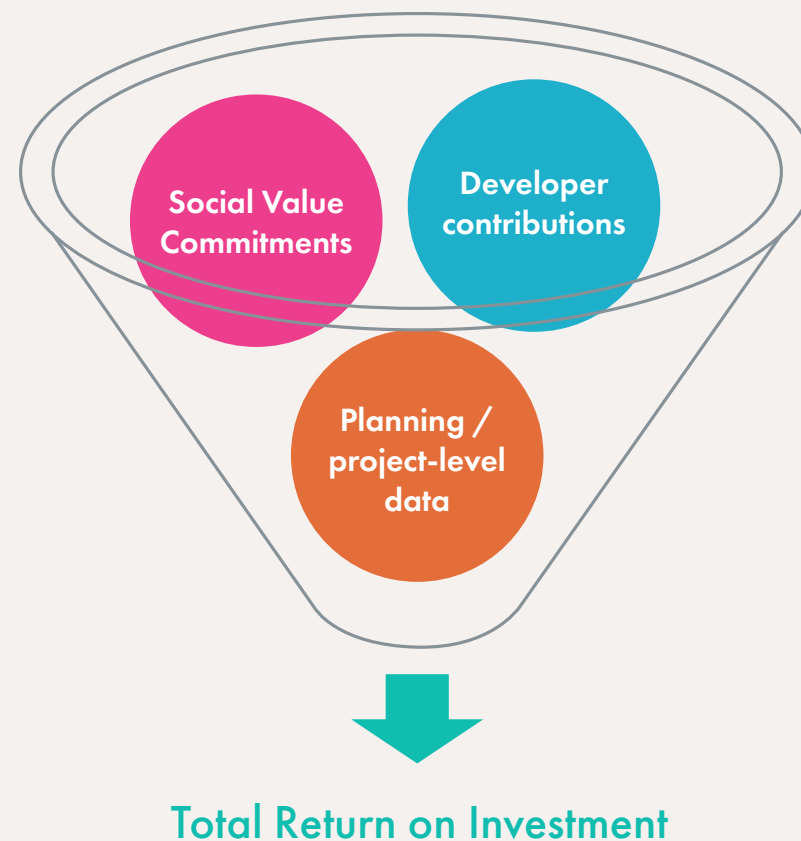 Social Value
Commitments
Developer
contributions
Planning /
project-level
data
Total Return on Investment